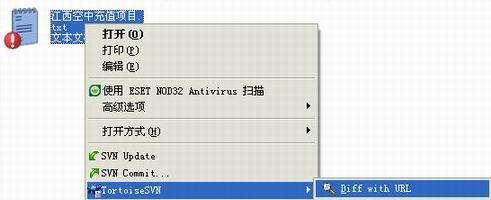 江西空中充值项目.
txt
文本文
打开(O)
打印(P)
编辑(E)
使用 ESET NOD32 Antivirus 扫描
高级选项
打开方式(H)
SVN Update
SVN Commit...
TortoiseSVN
Diff with URL